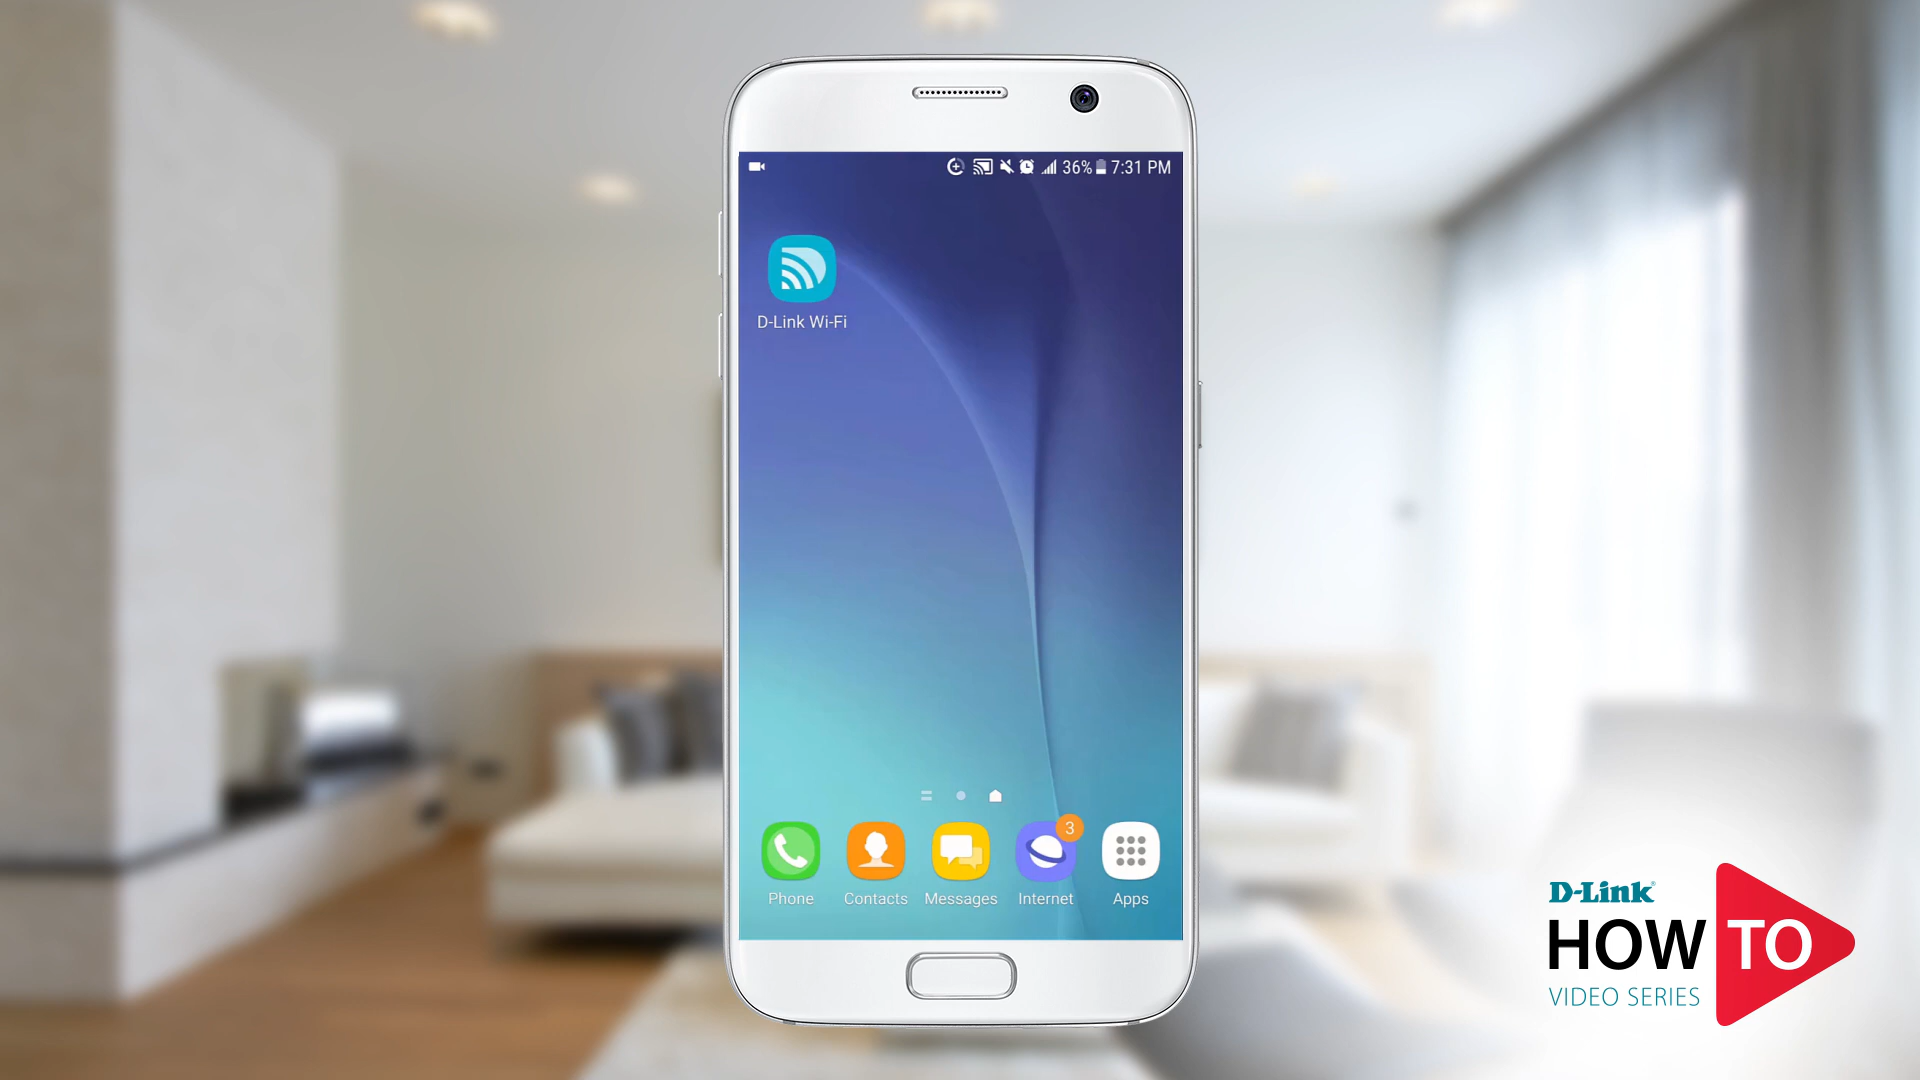 36% 7:31 PM
D-Link Wi-Fi
3
Phone Contacts Messages Internet Apps
D-Link®
HOW TO
VIDEO SERIES